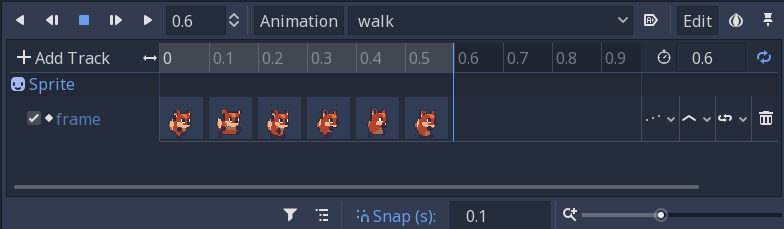 0.6 Animation walk Edit
Add Track 0 0.1 0.2 0.3 0.4 0.5 0.6 0.7 0.8 0.9 0.6
Sprite
frame
Snap (s): 0.1